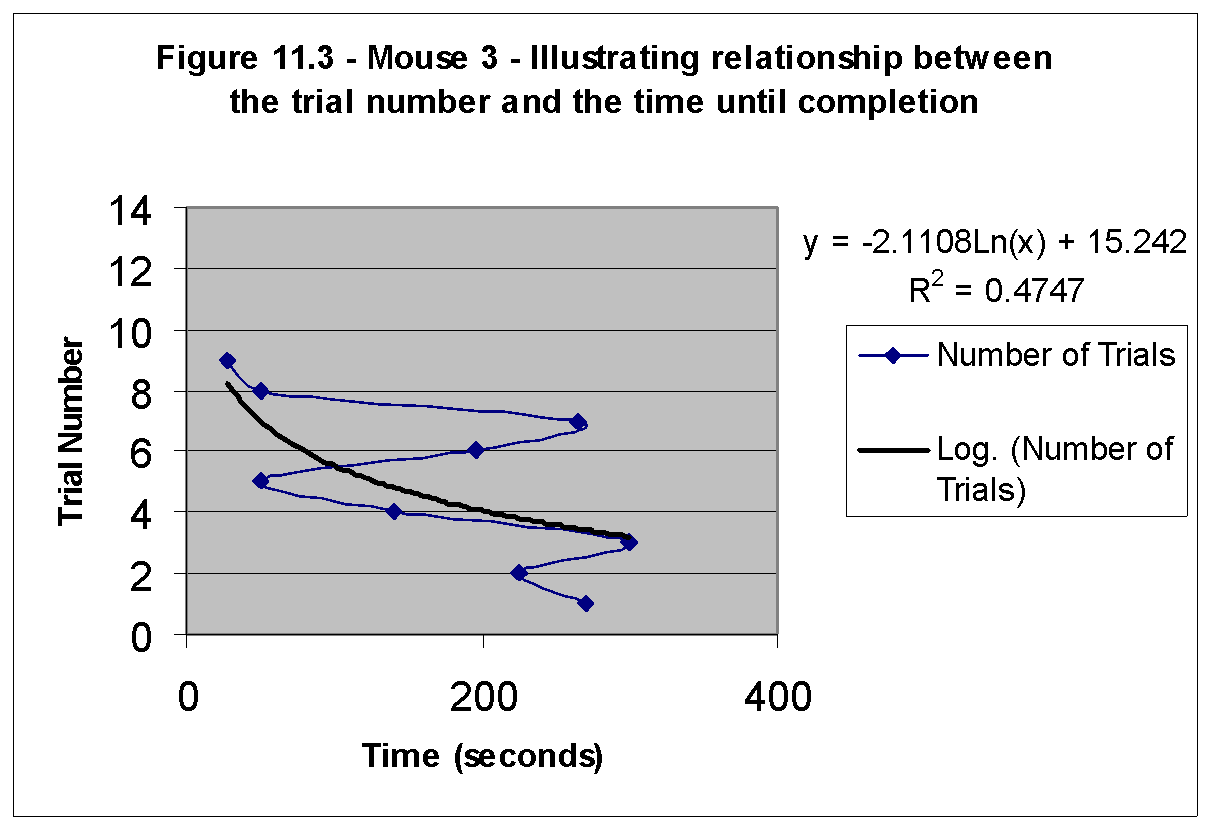 Figure 11.3 - Mouse 3 - Illustrating relationship between
the trial number and the time until completion
14
12
10
8
6
4
2
0
Trial Number
0 200 400
Time (seconds)
y = -2.1108Ln(x) + 15.242
R² = 0.4747
Number of Trials
Log. (Number of
Trials)